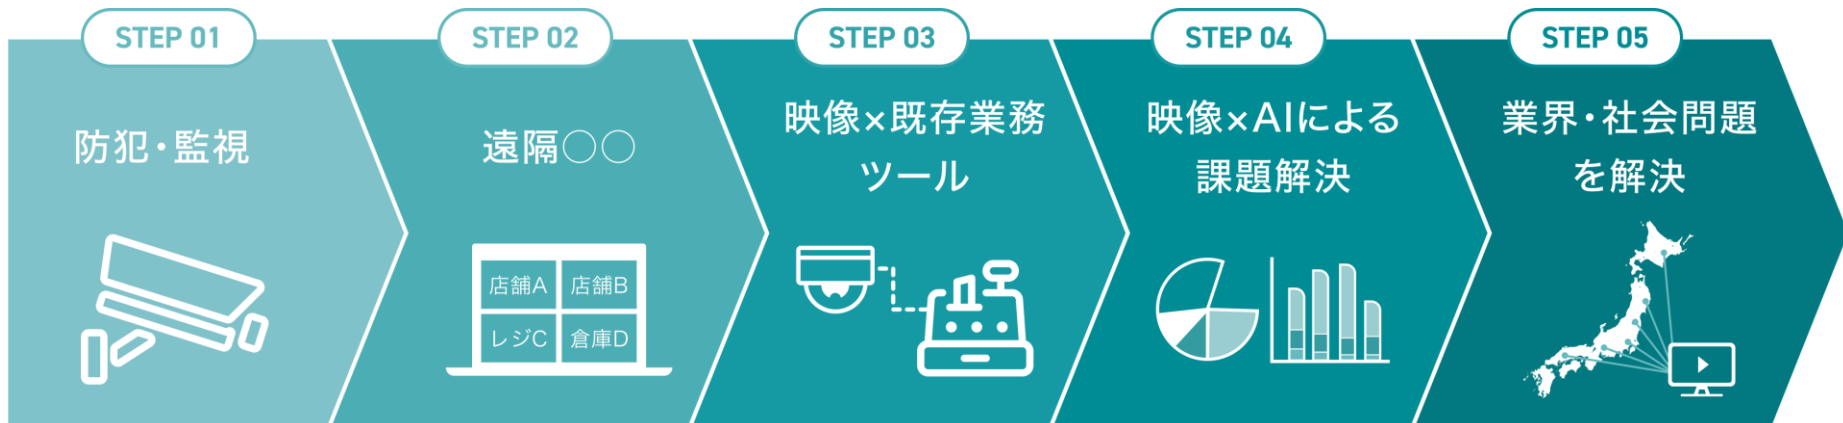 STEP 01
防犯・監視
STEP 02
遠隔〇〇
店舗A
店舗B
レジC
倉庫D
STEP 03
映像×既存業務
ツール
STEP 04
映像×AIによる
課題解決
STEP 05
業界・社会問題
を解決